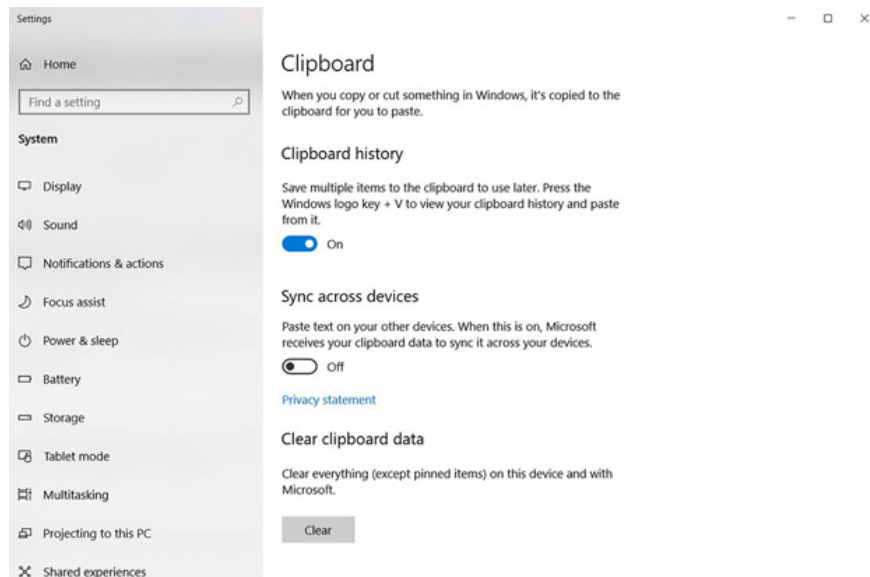 Settings
Home
Find a setting
System
Display
Sound
Notifications & actions
Focus assist
Power & sleep
Battery
Storage
Tablet mode
Multitasking
Projecting to this PC
Shared experiences
Clipboard
When you copy or cut something in Windows, it's copied to the
clipboard for you to paste.
Clipboard history
Save multiple items to the clipboard to use later. Press the
Windows logo key + V to view your clipboard history and paste
from it.
On
Sync across devices
Paste text on your other devices. When this is on, Microsoft
receives your clipboard data to sync it across your devices.
Off
Privacy statement
Clear clipboard data
Clear everything (except pinned items) on this device and with
Microsoft.
Clear